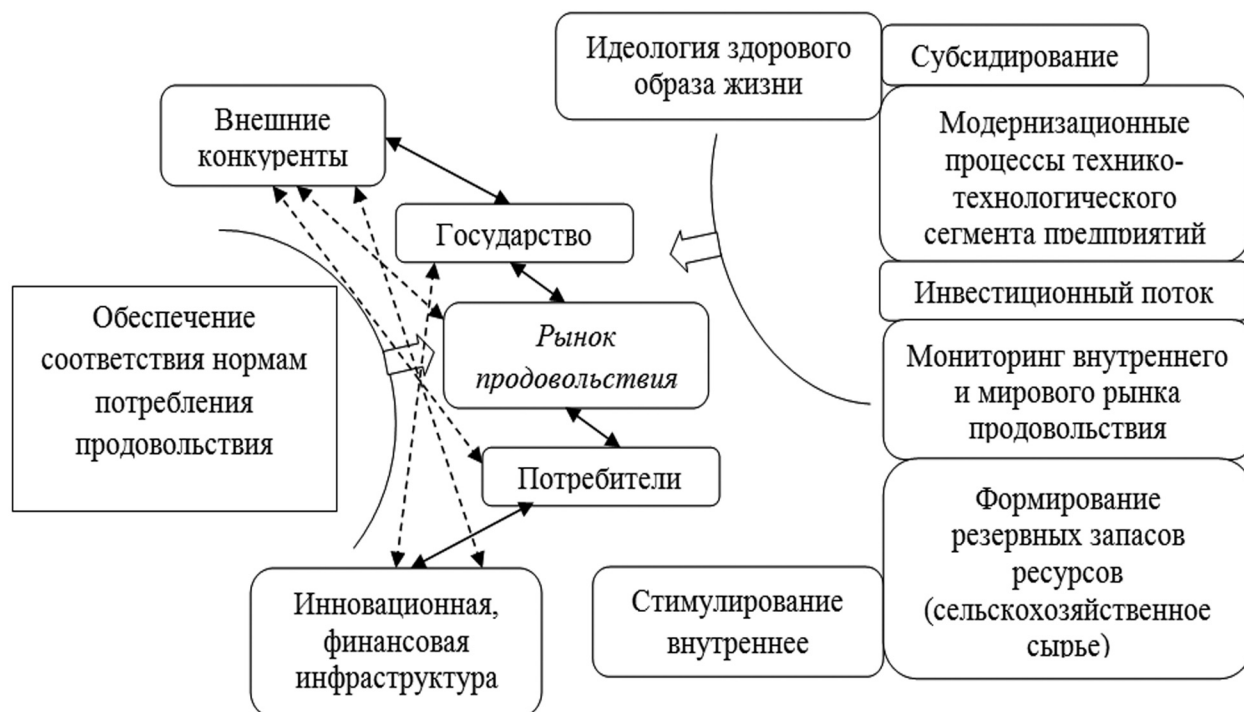 Идеология здорового
образа жизни
Субсидирование
Внешние
конкуренты
Модернизационные
процессы технико-
технологического
сегмента предприятий
Государство
Инвестиционный поток
Обеспечение
соответствия нормам
потребления
продовольствия
Рынок
продовольствия
Мониторинг внутреннего
и мирового рынка
продовольствия
Потребители
Формирование
резервных запасов
ресурсов
(сельскохозяйственное
сырье)
Инновационная,
финансовая
инфраструктура
Стимулирование
внутреннее